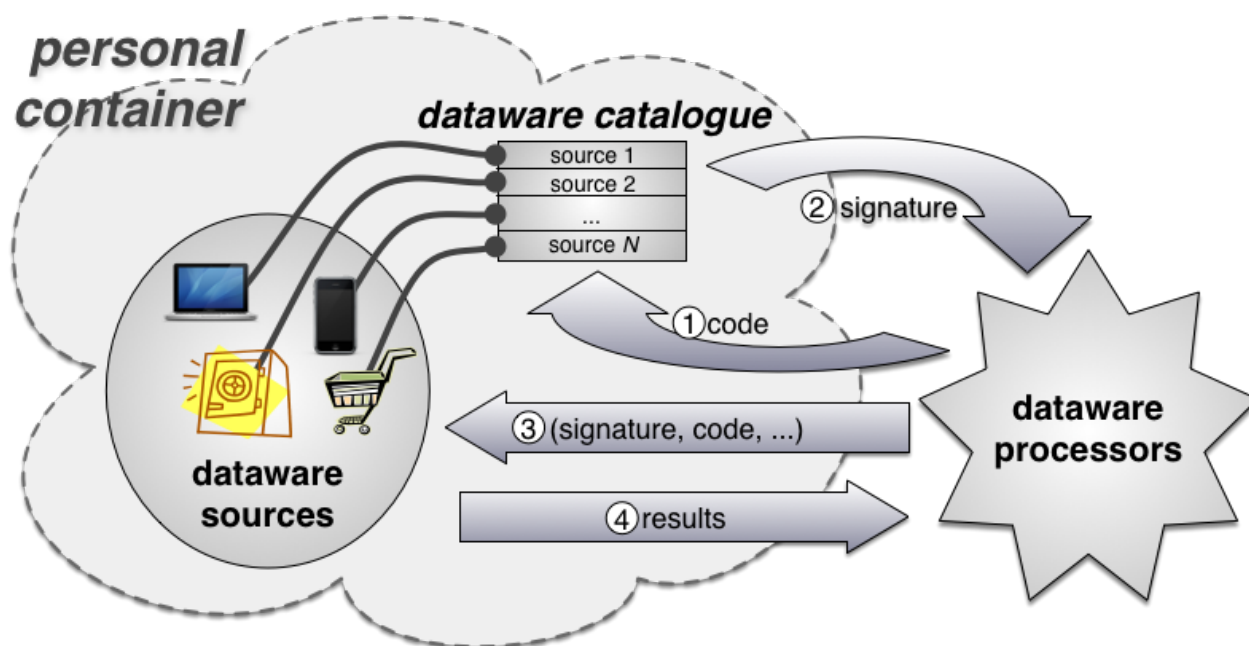 personal
container
dataware catalogue
source 1
source 2
...
source N
2 signature
1 code
3 (signature, code, ...)
4 results
dataware
sources
dataware
processors